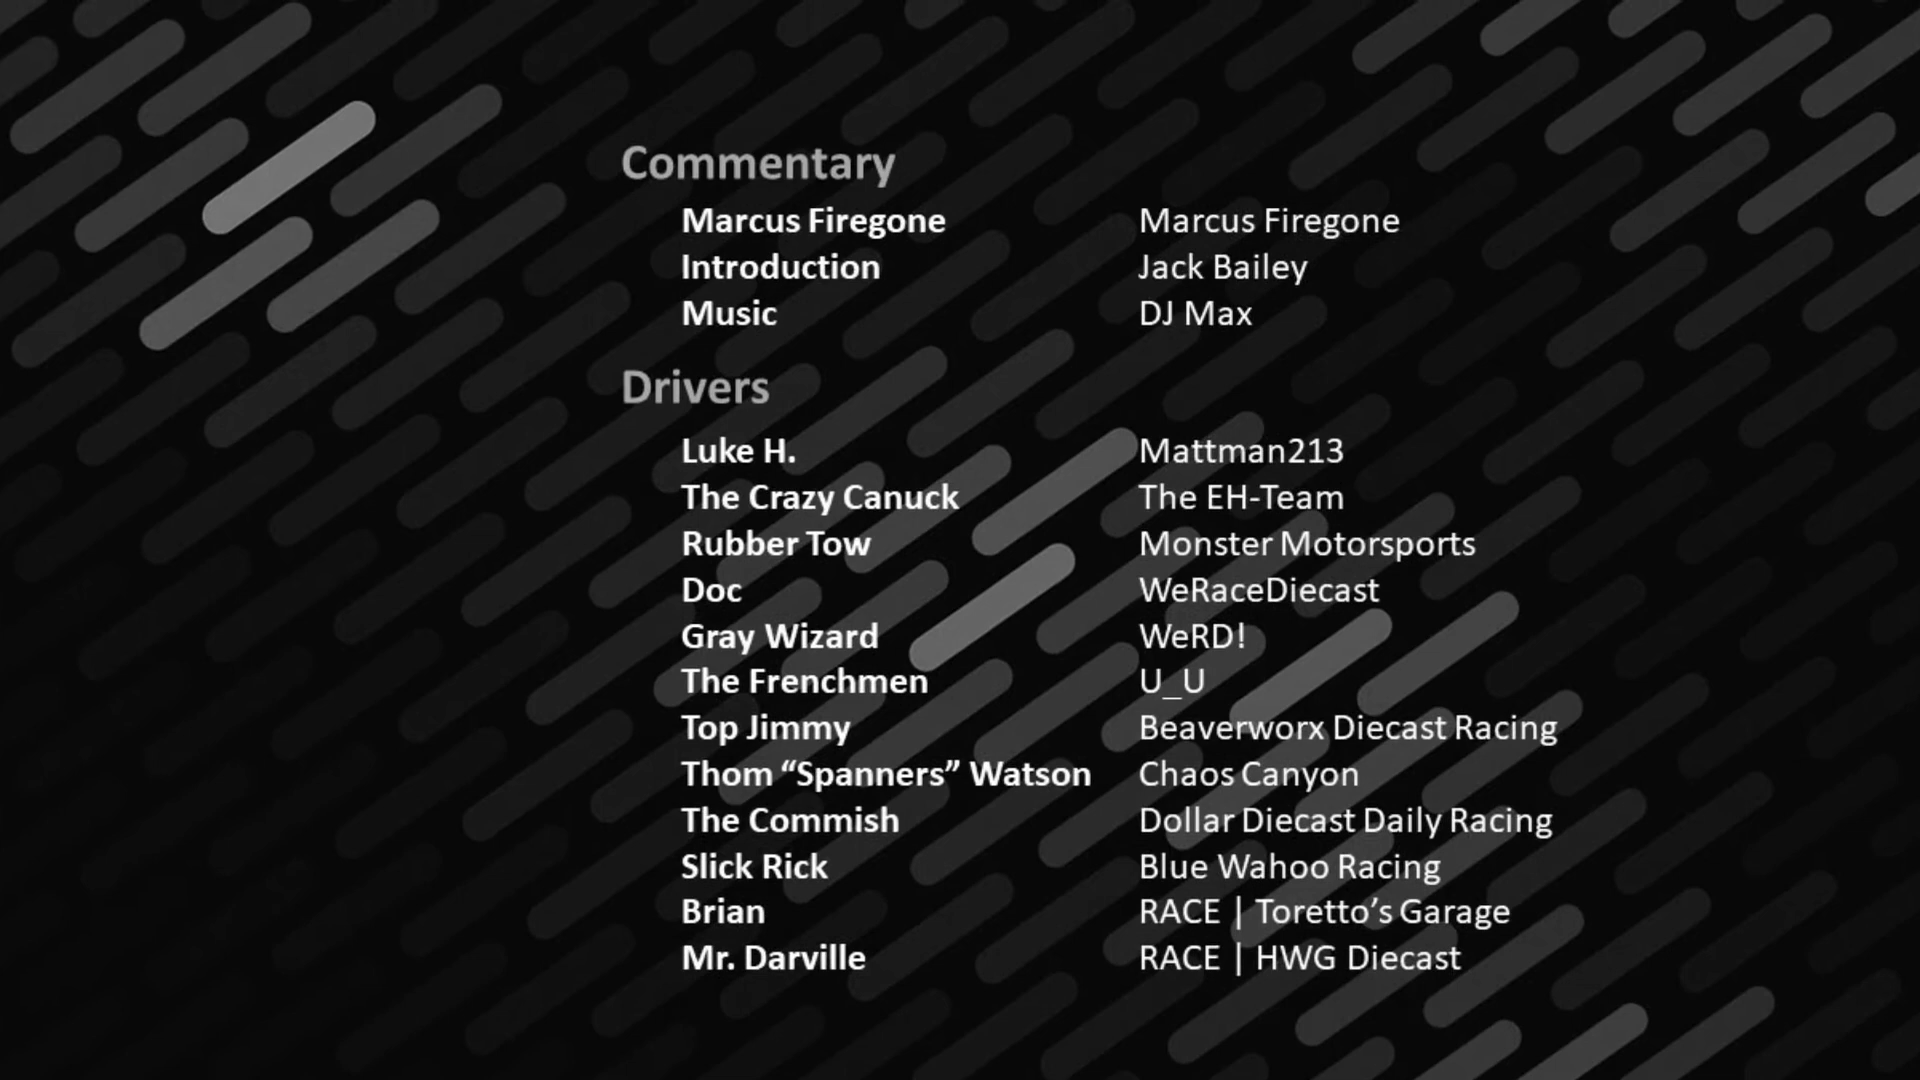 Commentary
Marcus Firegone Marcus Firegone
Introduction Jack Bailey
Music DJ Max
Drivers
Luke H. Mattman213
The Crazy Canuck The EH-Team
Rubber Tow Monster Motorsports
Doc WeRaceDiecast
Gray Wizard WeRD!
The Frenchmen U_U
Top Jimmy Beaverworx Diecast Racing
Thom “Spanners” Watson Chaos Canyon
The Commish Dollar Diecast Daily Racing
Slick Rick Blue Wahoo Racing
Brian RACE | Toretto’s Garage
Mr. Darville RACE | HWG Diecast